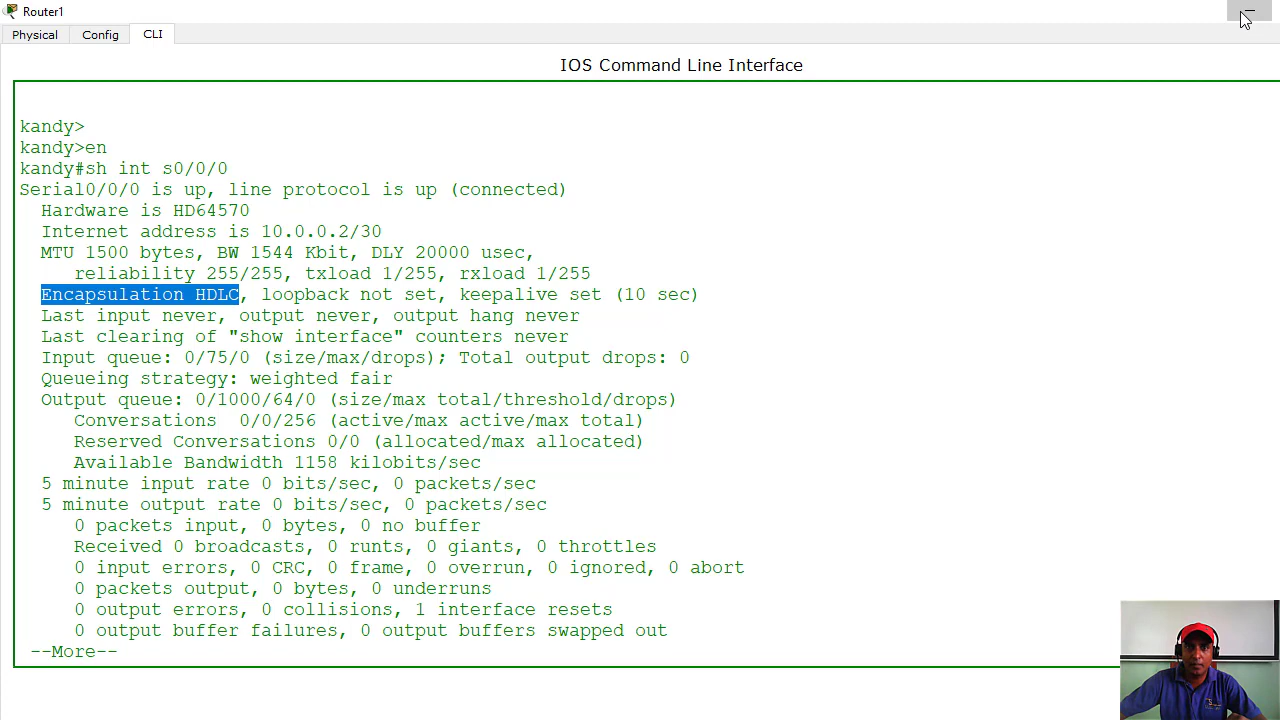 Router1
Physical
Config
CLI
IOS Command Line Interface
kandy>
kandy>en
kandy#sh int s0/0/0
Serial0/0/0 is up, line protocol is up (connected)
Hardware is HD64570
Internet address is 10.0.0.2/30
MTU 1500 bytes, BW 1544 Kbit, DLY 20000 usec,
reliability 255/255, txload 1/255, rxload 1/255
Encapsulation HDLC, loopback not set, keepalive set (10 sec)
Last input never, output never, output hang never
Last clearing of "show interface" counters never
Input queue: 0/75/0 (size/max/drops); Total output drops: 0
Queueing strategy: weighted fair
Output queue: 0/1000/64/0 (size/max total/threshold/drops)
Conversations  0/0/256 (active/max active/max total)
Reserved Conversations 0/0 (allocated/max allocated)
Available Bandwidth 1158 kilobits/sec
5 minute input rate 0 bits/sec, 0 packets/sec
5 minute output rate 0 bits/sec, 0 packets/sec
0 packets input, 0 bytes, 0 no buffer
Received 0 broadcasts, 0 runts, 0 giants, 0 throttles
0 input errors, 0 CRC, 0 frame, 0 overrun, 0 ignored, 0 abort
0 packets output, 0 bytes, 0 underruns
0 output errors, 0 collisions, 1 interface resets
0 output buffer failures, 0 output buffers swapped out
--More--